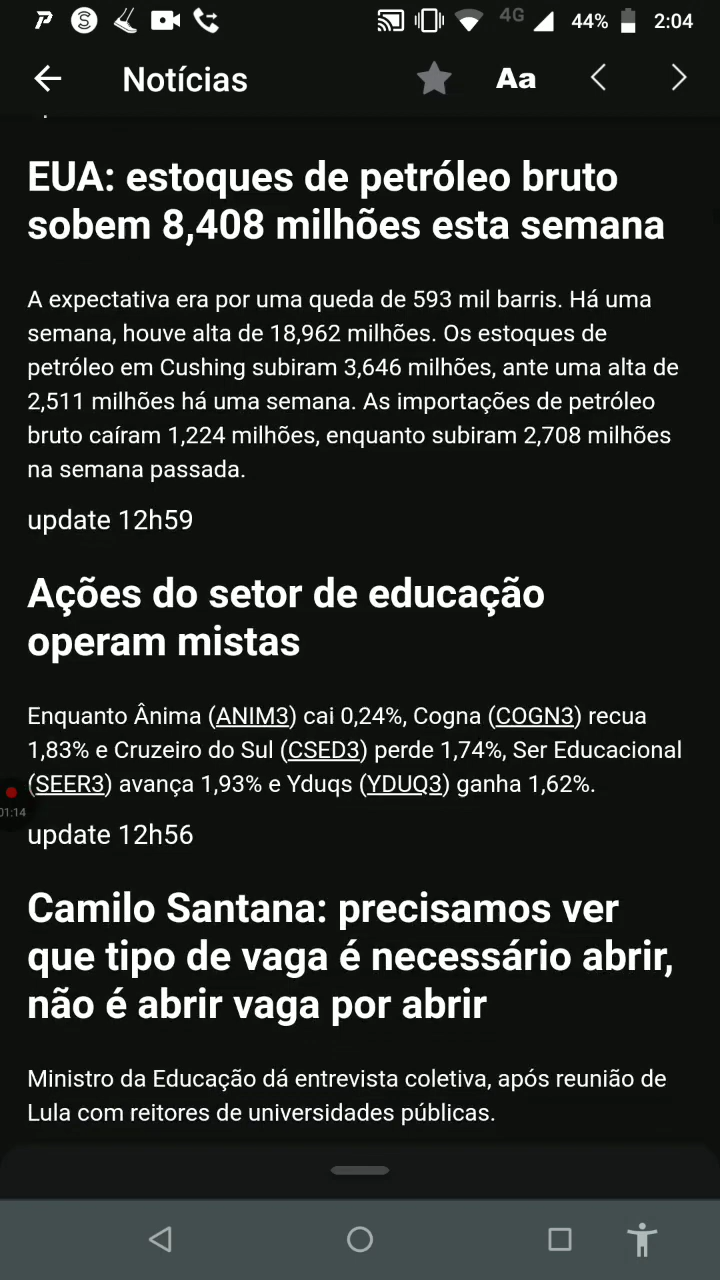 4G 44% 2:04
Notícias Aa
EUA: estoques de petróleo bruto
sobem 8,408 milhões esta semana
A expectativa era por uma queda de 593 mil barris. Há uma
semana, houve alta de 18,962 milhões. Os estoques de
petróleo em Cushing subiram 3,646 milhões, ante uma alta de
2,511 milhões há uma semana. As importações de petróleo
bruto caíram 1,224 milhões, enquanto subiram 2,708 milhões
na semana passada.
update 12h59
Ações do setor de educação
operam mistas
Enquanto Ânima (ANIM3) cai 0,24%, Cogna (COGN3) recua
1,83% e Cruzeiro do Sul (CSED3) perde 1,74%, Ser Educacional
(SEER3) avança 1,93% e Yduqs (YDUQ3) ganha 1,62%.
01:14
update 12h56
Camilo Santana: precisamos ver
que tipo de vaga é necessário abrir,
não é abrir vaga por abrir
Ministro da Educação dá entrevista coletiva, após reunião de
Lula com reitores de universidades públicas.